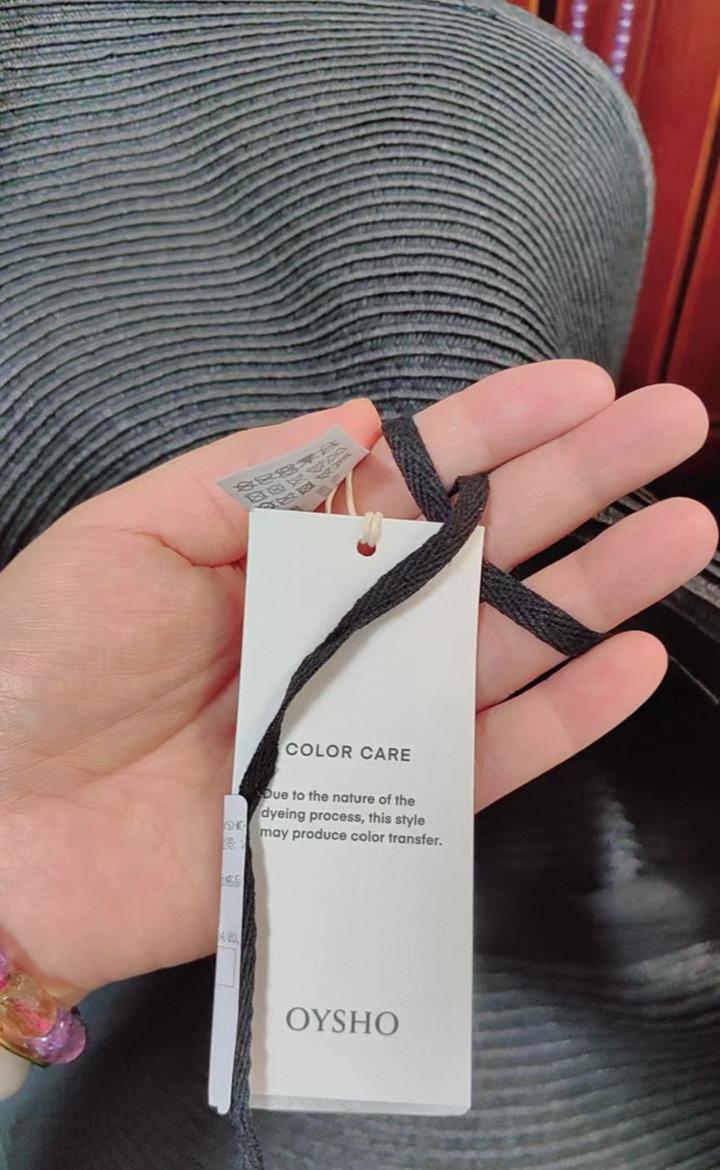 COLOR CARE
Due to the nature of the
dyeing process, this style
may produce color transfer.
OYSHO